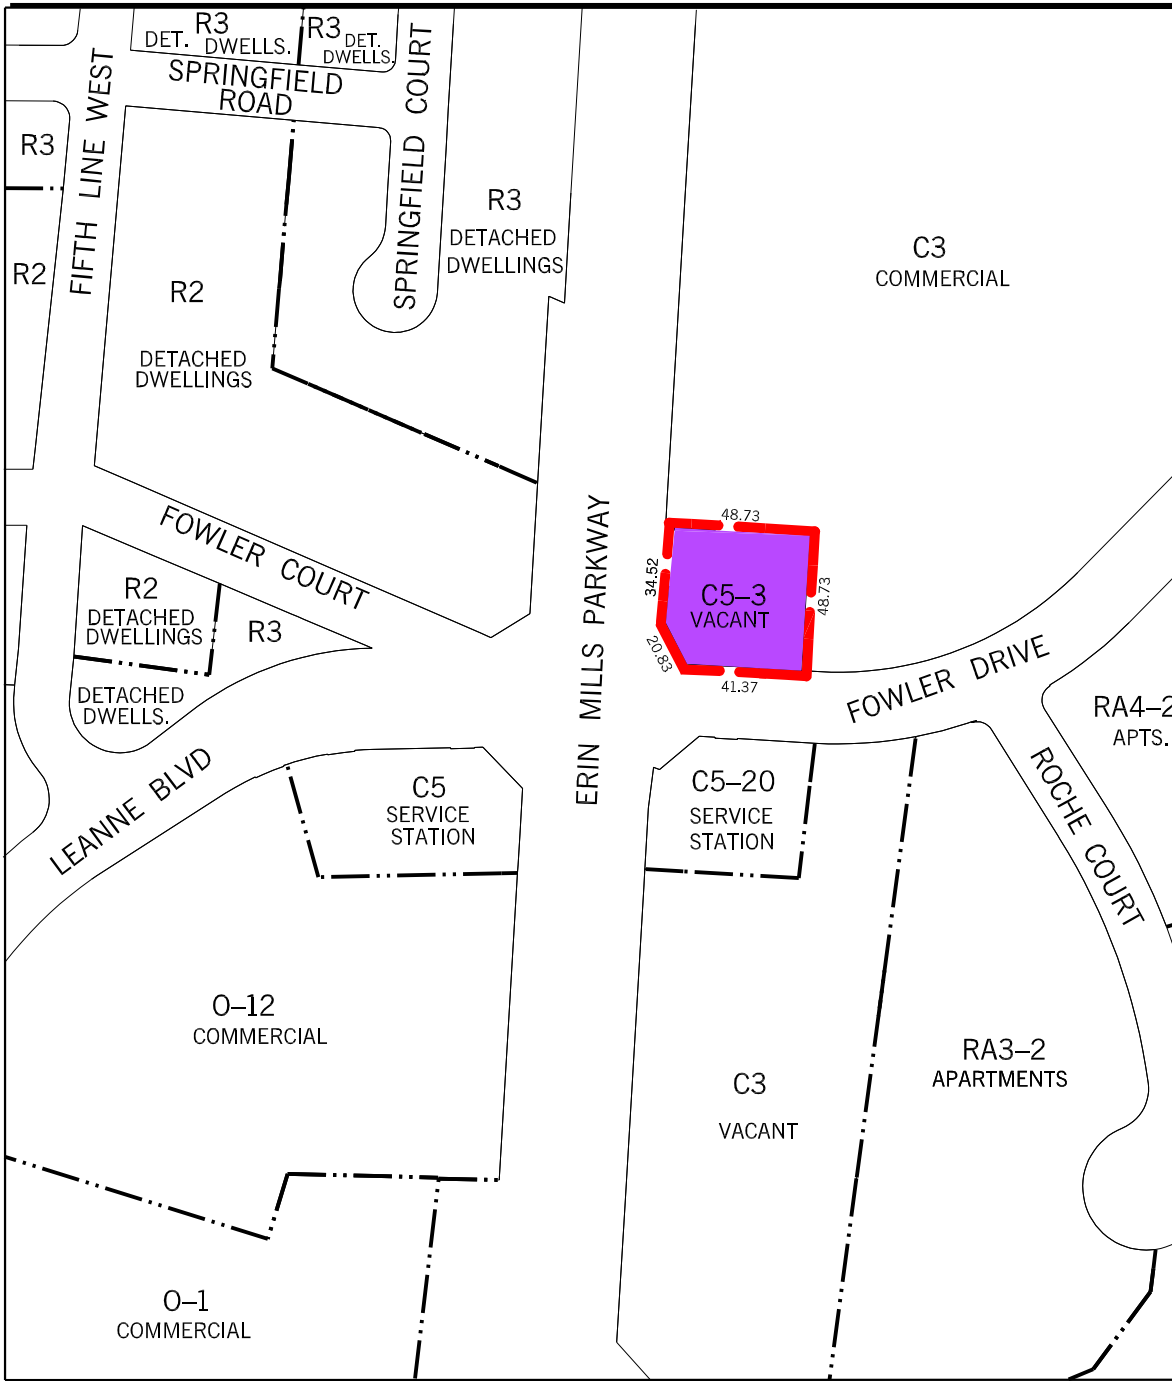 R3
DET. DWELLS.
R3
DET.
DWELLS.
SPRINGFIELD
ROAD
SPRINGFIELD COURT
FIFTH LINE WEST
R3
R2
R2
DETACHED
DWELLINGS
R3
DETACHED
DWELLINGS
C3
COMMERCIAL
FOWLER COURT
ERIN MILLS PARKWAY
48.73
34.52
48.73
20.83
41.37
C5–3
VACANT
R2
DETACHED
DWELLINGS
R3
DETACHED
DWELLS.
FOWLER DRIVE
RA4–2
APTS.
LEANNE BLVD
ROCHE COURT
C5
SERVICE
STATION
C5–20
SERVICE
STATION
O–12
COMMERCIAL
C3
VACANT
RA3–2
APARTMENTS
O–1
COMMERCIAL